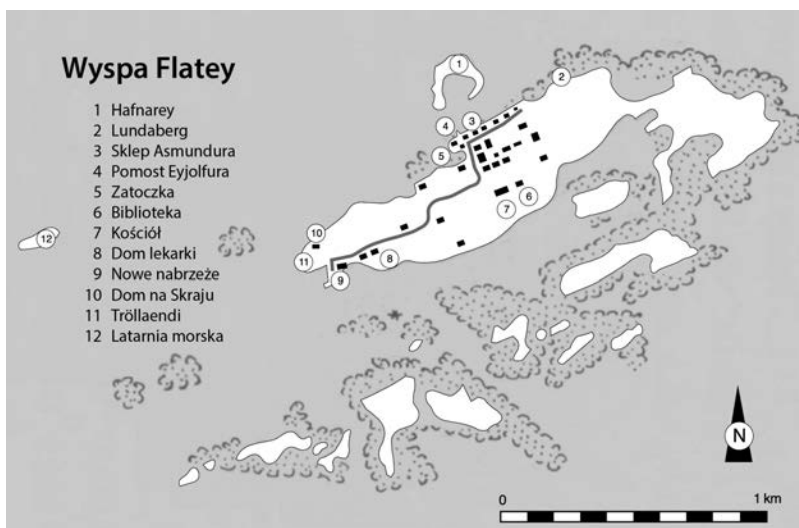 Wyspa Flatey
1 Hafnarey
2 Lundaberg
3 Sklep Asmundura
4 Pomost Eyjolfura
5 Zatoczka
6 Biblioteka
7 Kościół
8 Dom lekarki
9 Nowe nabrzeże
10 Dom na Skraju
11 Tröllaendi
12 Latarnia morska
1
2
3
4
5
6
7
12
10
11
8
9
N
0 1 km